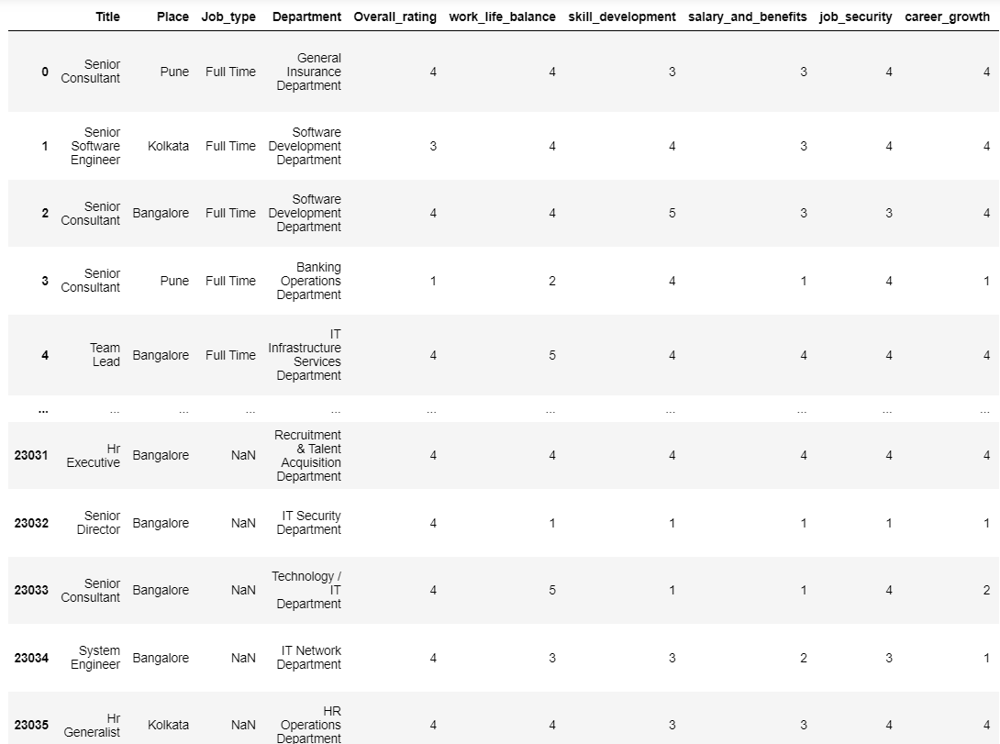 Title Place Job_type Department Overall_rating work_life_balance skill_development salary_and_benefits job_security career_growth
0 Senior Consultant Pune Full Time General Insurance Department 4 4 3 3 4 4
1 Senior Software Engineer Kolkata Full Time Software Development Department 3 4 4 3 4 4
2 Senior Consultant Bangalore Full Time Software Development Department 4 4 5 3 3 4
3 Senior Consultant Pune Full Time Banking Operations Department 1 2 4 1 4 1
4 Team Lead Bangalore Full Time IT Infrastructure Services Department 4 5 4 4 4 4
... ... ... ... ... ... ... ... ... ... ...
23031 Hr Executive Bangalore NaN Recruitment & Talent Acquisition Department 4 4 4 4 4 4
23032 Senior Director Bangalore NaN IT Security Department 4 1 1 1 1 1
23033 Senior Consultant Bangalore NaN Technology / IT Department 4 5 1 1 4 2
23034 System Engineer Bangalore NaN IT Network Department 4 3 3 2 3 1
23035 Hr Generalist Kolkata NaN HR Operations Department 4 4 3 3 4 4